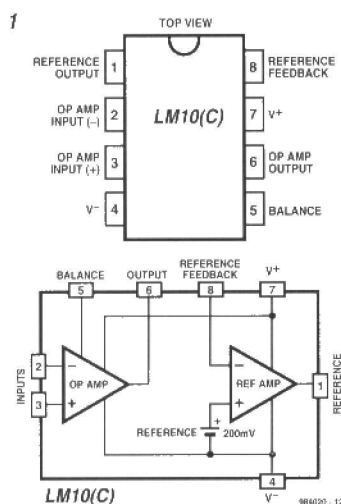 1
TOP VIEW
REFERENCE
OUTPUT
1
8
REFERENCE
FEEDBACK
OP AMP
INPUT (–)
2
LM10(C)
7
V+
OP AMP
INPUT (+)
3
6
OP AMP
OUTPUT
V–
4
5
BALANCE
BALANCE
OUTPUT
REFERENCE
FEEDBACK
V+
5
6
8
7
INPUTS
2
–
OP AMP
3
+
–
REF AMP
+
1
REFERENCE
REFERENCE
+
200mV
4
V–
LM10(C)
984020 - 12